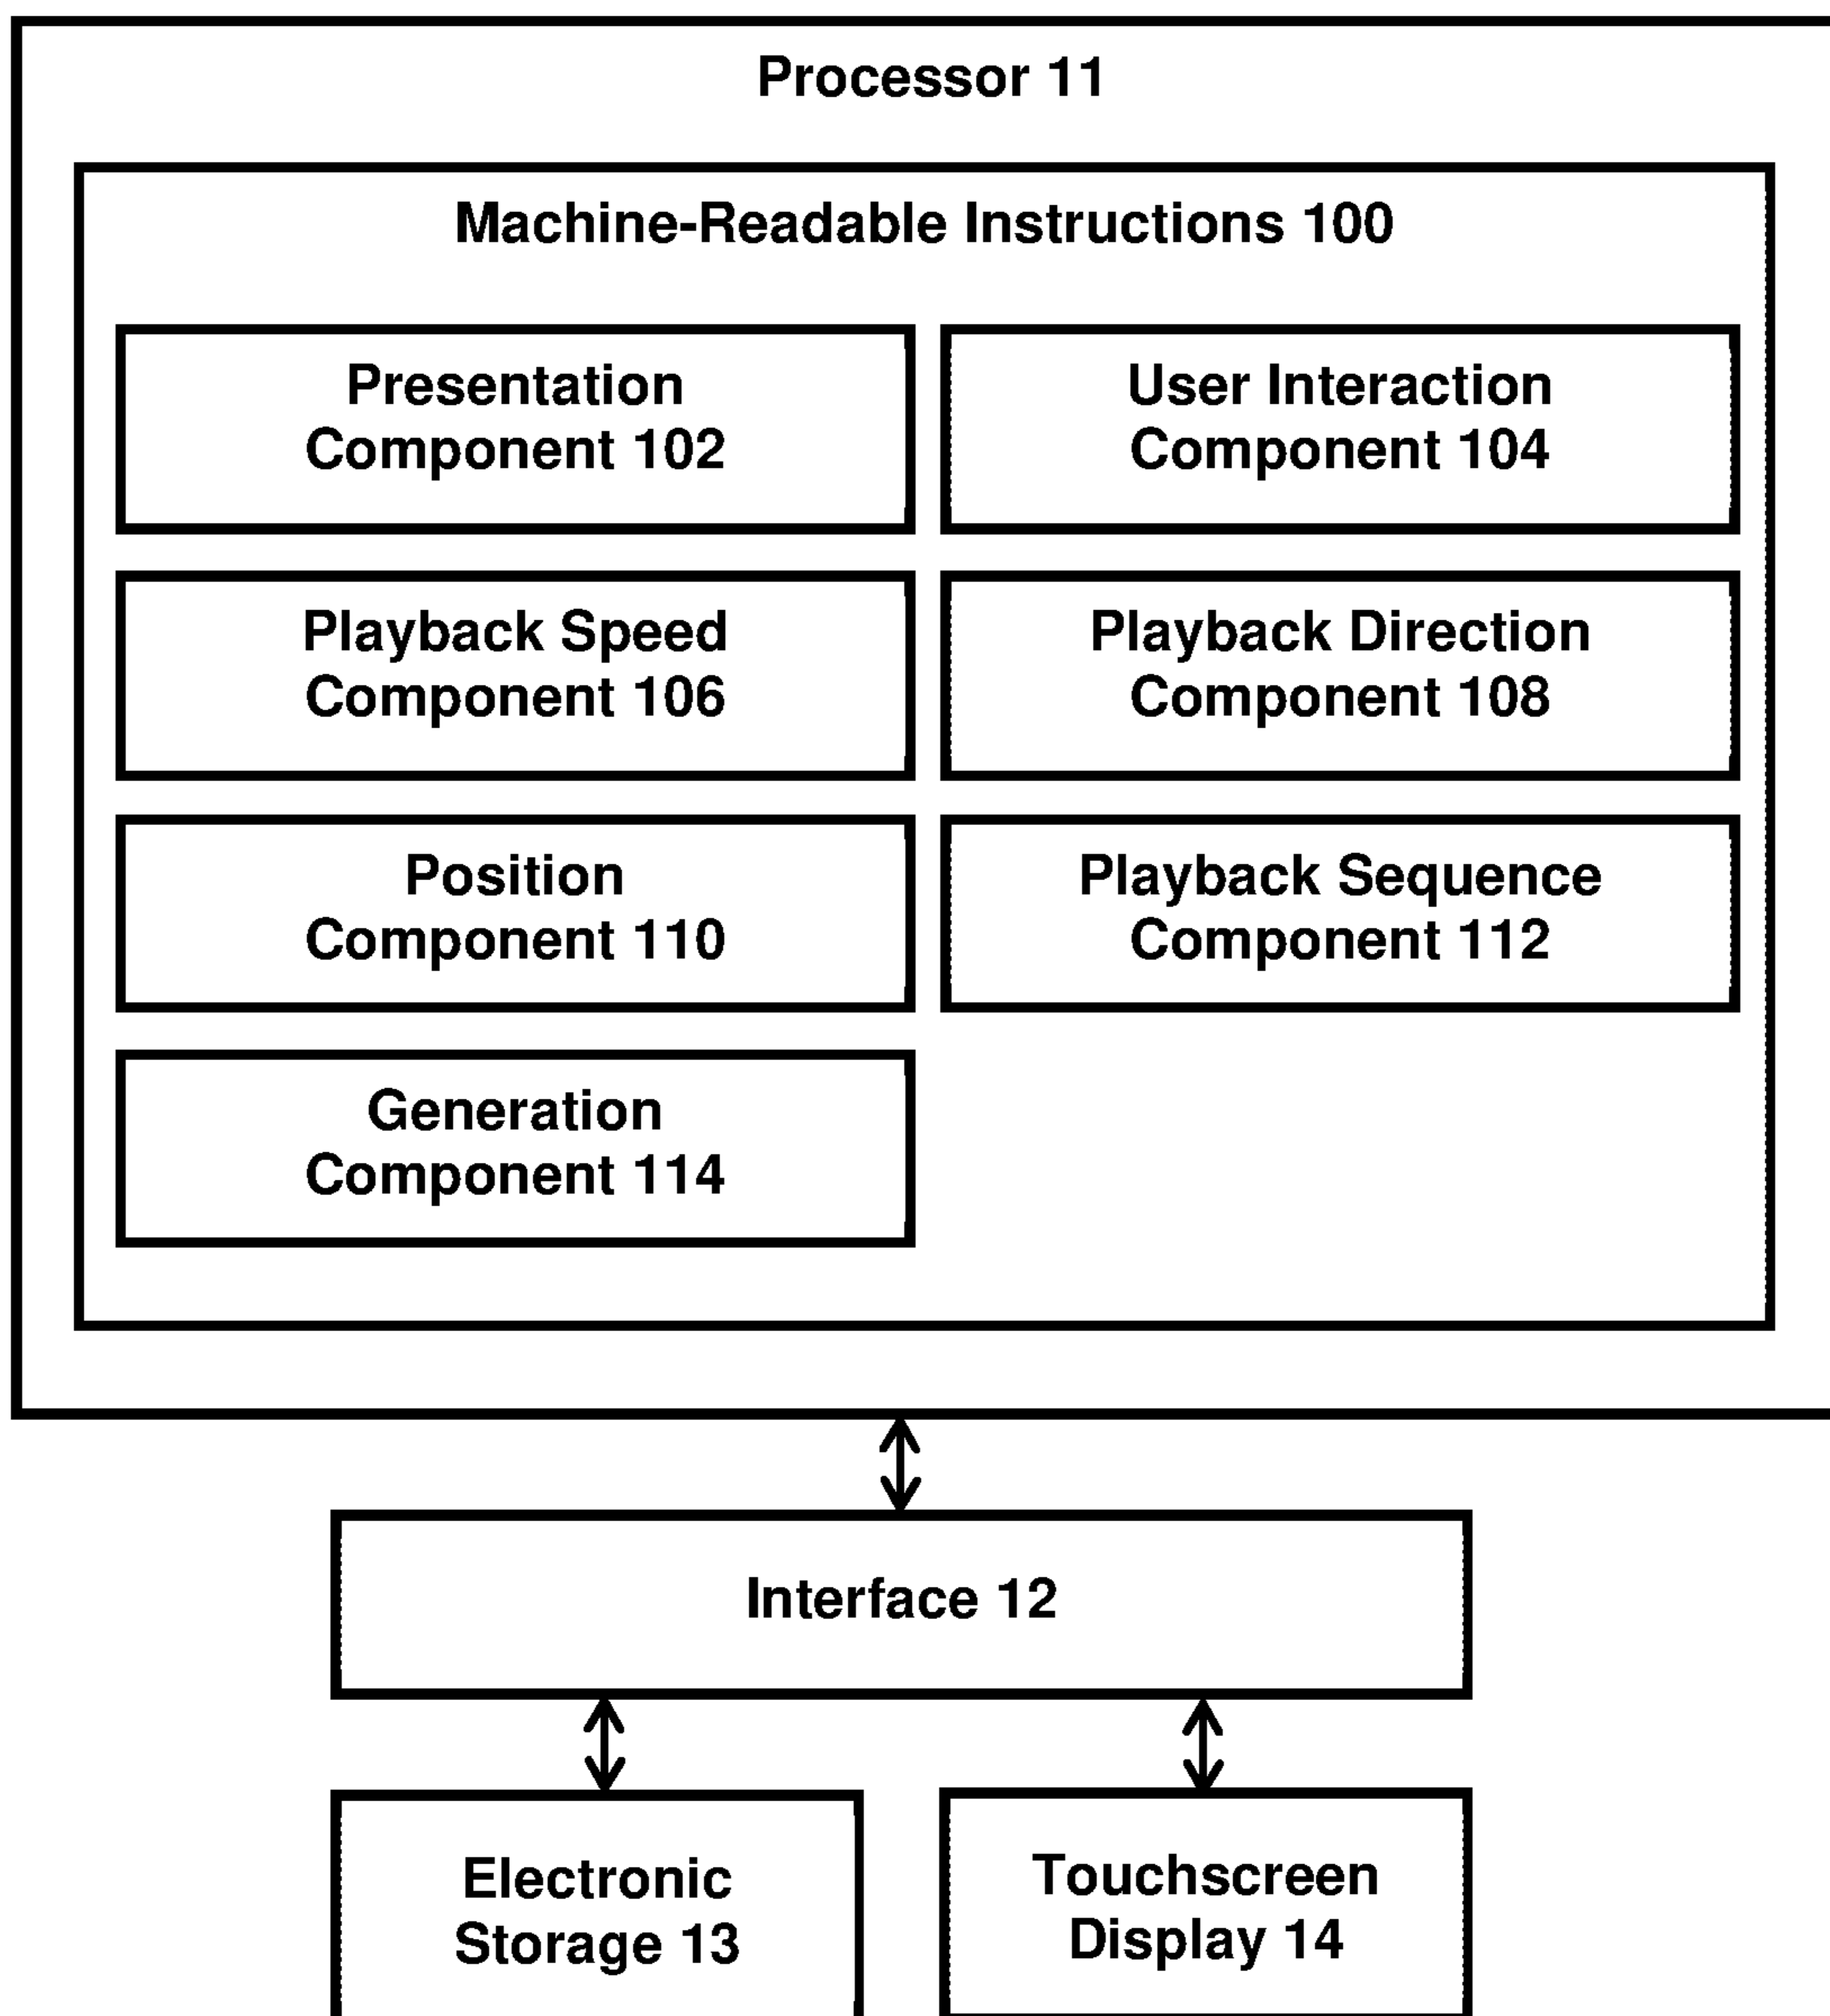 Processor 11
Machine-Readable Instructions 100
Presentation
Component 102
User Interaction
Component 104
Playback Speed
Component 106
Playback Direction
Component 108
Position
Component 110
Playback Sequence
Component 112
Generation
Component 114
Interface 12
Electronic
Storage 13
Touchscreen
Display 14